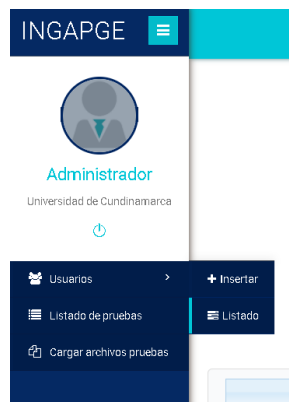 INGAPGE
Administrador
Universidad de Cundinamarca
Usuarios
Insertar
Listado de pruebas
Listado
Cargar archivos pruebas